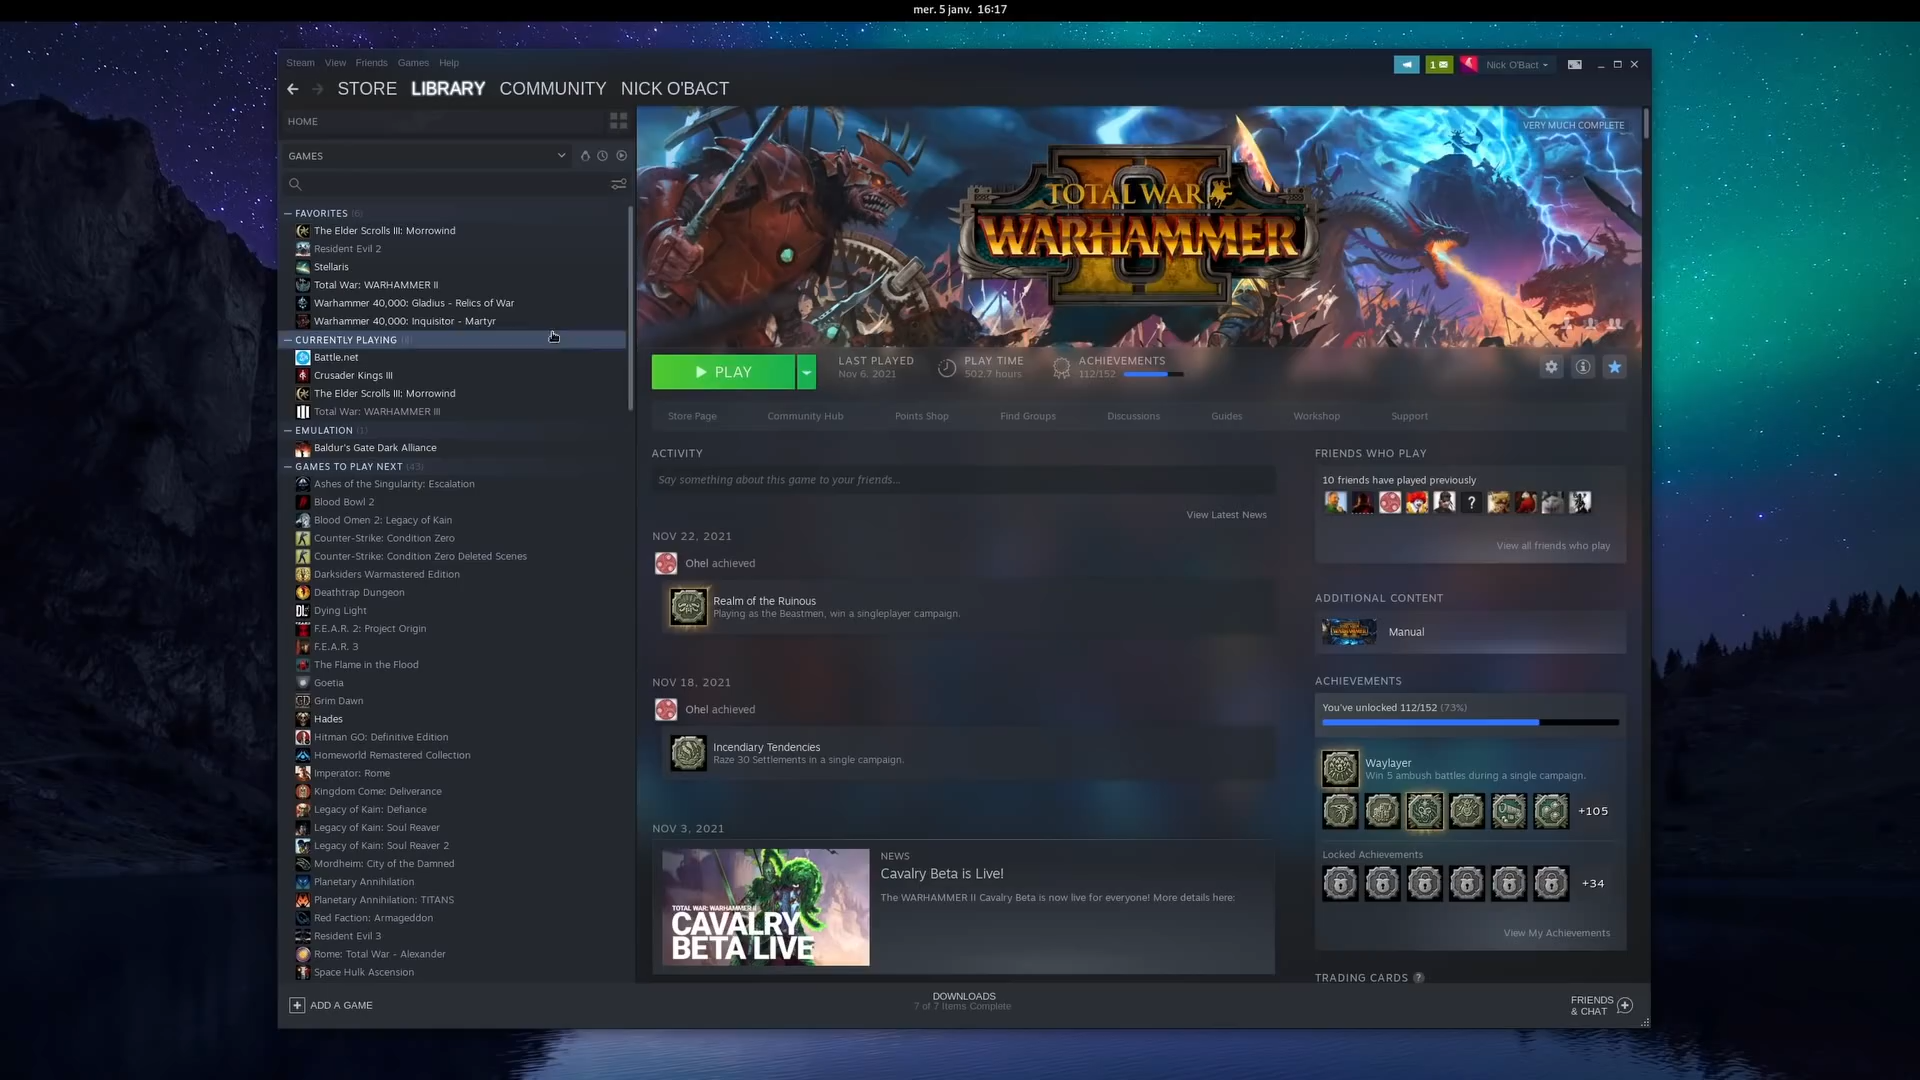 mer. 5 janv. 16:17
Steam View Friends Games Help
1
Nick O'Bact
STORE LIBRARY COMMUNITY NICK O'BACT
HOME
GAMES
FAVORITES (6)
The Elder Scrolls III: Morrowind
Resident Evil 2
Stellaris
Total War: WARHAMMER II
Warhammer 40,000: Gladius - Relics of War
Warhammer 40,000: Inquisitor - Martyr
CURRENTLY PLAYING
Battle.net
Crusader Kings III
The Elder Scrolls III: Morrowind
Total War: WARHAMMER III
EMULATION (1)
Baldur's Gate Dark Alliance
GAMES TO PLAY NEXT (43)
Ashes of the Singularity: Escalation
Blood Bowl 2
Blood Omen 2: Legacy of Kain
Counter-Strike: Condition Zero
Counter-Strike: Condition Zero Deleted Scenes
Darksiders Warmastered Edition
Deathtrap Dungeon
Dying Light
F.E.A.R. 2: Project Origin
F.E.A.R. 3
The Flame in the Flood
Goetia
Grim Dawn
Hades
Hitman GO: Definitive Edition
Homeworld Remastered Collection
Imperator: Rome
Kingdom Come: Deliverance
Legacy of Kain: Defiance
Legacy of Kain: Soul Reaver
Legacy of Kain: Soul Reaver 2
Mordheim: City of the Damned
Planetary Annihilation
Planetary Annihilation: TITANS
Red Faction: Armageddon
Resident Evil 3
Rome: Total War - Alexander
Space Hulk Ascension
ADD A GAME
VERY MUCH COMPLETE
TOTAL WAR
WARHAMMER
II
PLAY
LAST PLAYED
Nov 6, 2021
PLAY TIME
502.7 hours
ACHIEVEMENTS
112/152
Store Page Community Hub Points Shop Find Groups Discussions Guides Workshop Support
ACTIVITY
Say something about this game to your friends...
View Latest News
NOV 22, 2021
Ohel achieved
Realm of the Ruinous
Playing as the Beastmen, win a singleplayer campaign.
NOV 18, 2021
Ohel achieved
Incendiary Tendencies
Raze 30 Settlements in a single campaign.
NOV 3, 2021
TOTAL WAR: WARHAMMER II
CAVALRY
BETA LIVE
NEWS
Cavalry Beta is Live!
The WARHAMMER II Cavalry Beta is now live for everyone! More details here:
FRIENDS WHO PLAY
10 friends have played previously
?
View all friends who play
ADDITIONAL CONTENT
Manual
ACHIEVEMENTS
You've unlocked 112/152 (73%)
Waylayer
Win 5 ambush battles during a single campaign.
+105
Locked Achievements
+34
View My Achievements
TRADING CARDS ?
DOWNLOADS
7 of 7 Items Complete
FRIENDS
& CHAT